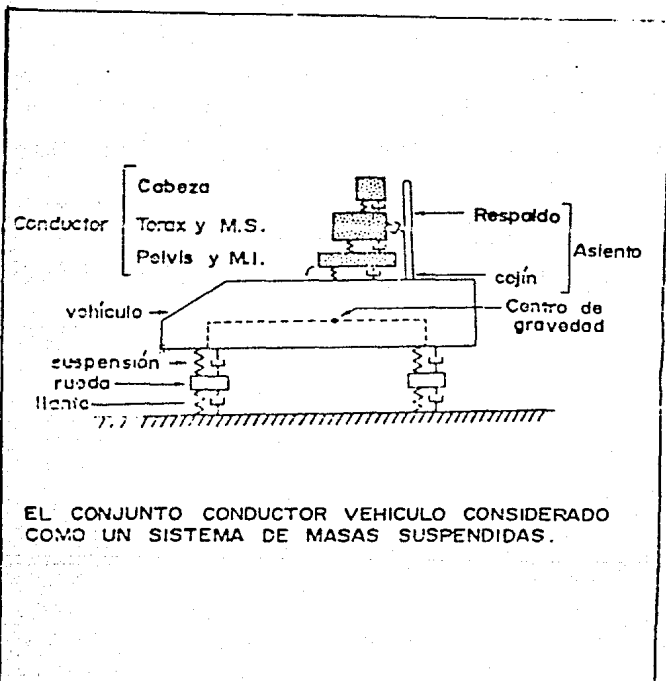 Cabeza
Conductor
Torax y M.S.
Pelvis y M.I.
Respaldo
Asiento
cojín
vehículo
Centro de
gravedad
suspensión
rueda
llanta
EL CONJUNTO CONDUCTOR VEHICULO CONSIDERADO
COMO UN SISTEMA DE MASAS SUSPENDIDAS.